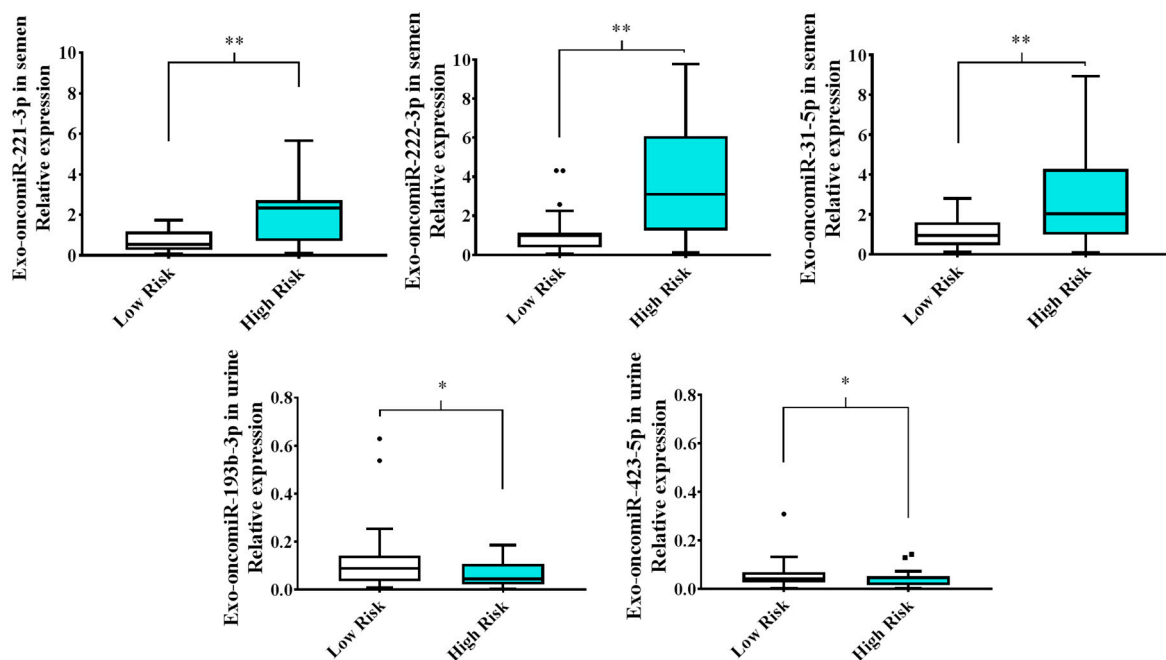 Exo-oncomiR-221-3p in semen
Relative expression
10
8
6
4
2
0
**
Low Risk
High Risk
Exo-oncomiR-222-3p in semen
Relative expression
10
8
6
4
2
0
**
Low Risk
High Risk
Exo-oncomiR-31-5p in semen
Relative expression
10
8
6
4
2
0
**
Low Risk
High Risk
Exo-oncomiR-193b-3p in urine
Relative expression
0.8
0.6
0.4
0.2
0.0
*
Low Risk
High Risk
Exo-oncomiR-423-5p in urine
Relative expression
0.8
0.6
0.4
0.2
0.0
*
Low Risk
High Risk